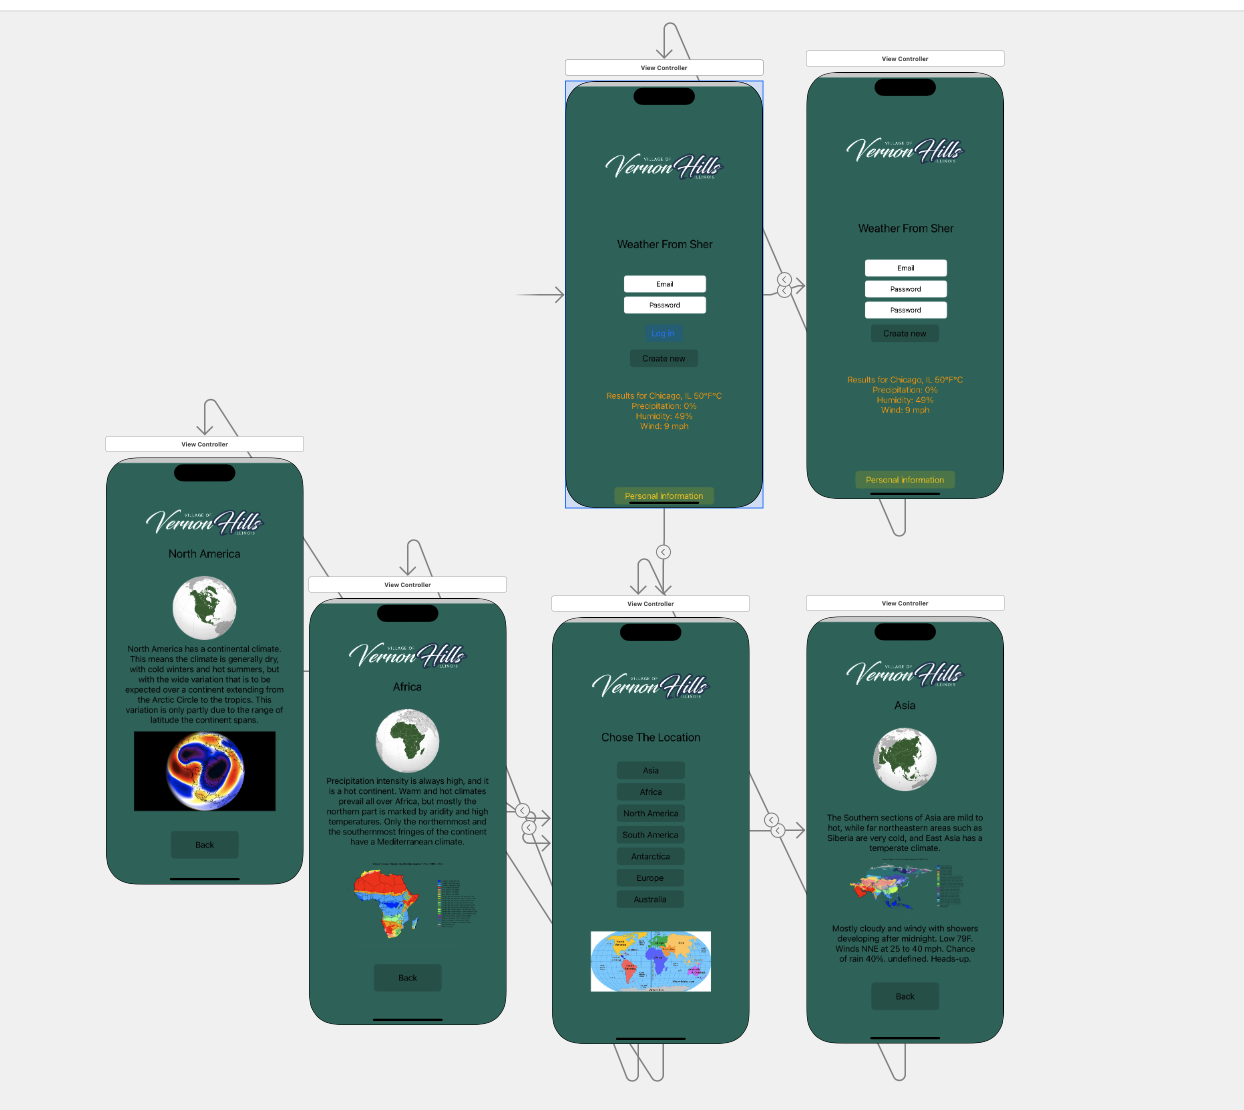 View Controller
VILLAGE OF
Vernon Hills
ILLINOIS
Weather From Sher
Email
Password
Log in
Create new
Results for Chicago, IL 50°F°C
Precipitation: 0%
Humidity: 49%
Wind: 9 mph
Personal information
View Controller
VILLAGE OF
Vernon Hills
ILLINOIS
Weather From Sher
Email
Password
Password
Create new
Results for Chicago, IL 50°F°C
Precipitation: 0%
Humidity: 49%
Wind: 9 mph
Personal information
View Controller
VILLAGE OF
Vernon Hills
ILLINOIS
North America
North America has a continental climate.
This means the climate is generally dry,
with cold winters and hot summers, but
with the wide variation that is to be
expected over a continent extending from
the Arctic Circle to the tropics. This
variation is only partly due to the range of
latitude the continent spans.
Back
View Controller
VILLAGE OF
Vernon Hills
ILLINOIS
Africa
Precipitation intensity is always high, and it
is a hot continent. Warm and hot climates
prevail all over Africa, but mostly the
northern part is marked by aridity and high
temperatures. Only the northernmost and
the southernmost fringes of the continent
have a Mediterranean climate.
Back
View Controller
VILLAGE OF
Vernon Hills
ILLINOIS
Chose The Location
Asia
Africa
North America
South America
Antarctica
Europe
Australia
View Controller
VILLAGE OF
Vernon Hills
ILLINOIS
Asia
The Southern sections of Asia are mild to
hot, while far northeastern areas such as
Siberia are very cold, and East Asia has a
temperate climate.
Mostly cloudy and windy with showers
developing after midnight. Low 79F.
Winds NNE at 25 to 40 mph. Chance
of rain 40%. undefined. Heads-up.
Back